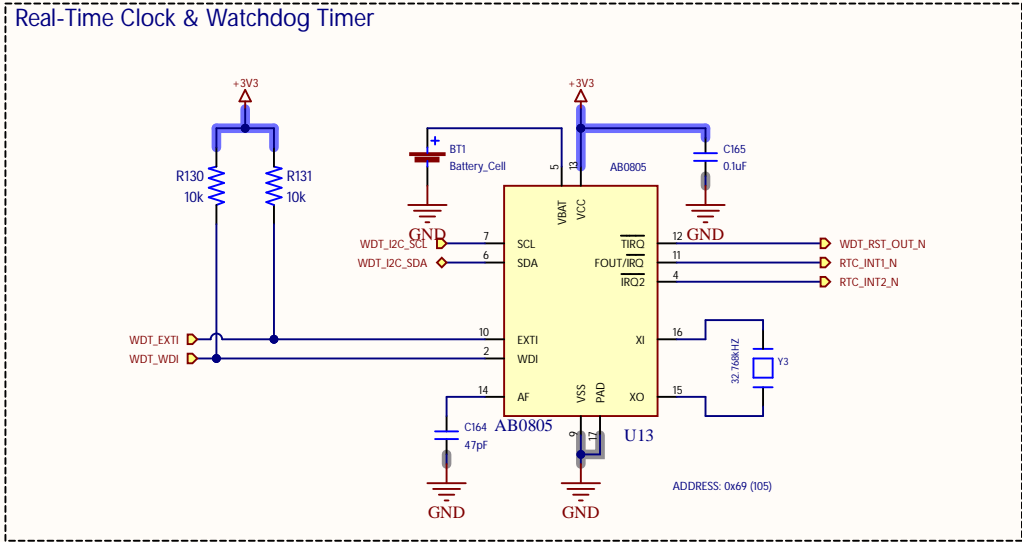 Real-Time Clock & Watchdog Timer
+3V3
+3V3
R130
10k
R131
10k
+
BT1
Battery_Cell
GND
5
13
AB0805
C165
0.1uF
GND
VBAT
VCC
WDT_I2C_SCL
7
SCL
WDT_I2C_SDA
6
SDA
TIRQ
12
WDT_RST_OUT_N
FOUT/IRQ
11
RTC_INT1_N
IRQ2
4
RTC_INT2_N
WDT_EXTI
10
EXTI
WDT_WDI
2
WDI
XI
16
32.768kHZ
Y3
14
AF
VSS
PAD
XO
15
C164
47pF
GND
AB0805
9
17
U13
GND
ADDRESS: 0x69 (105)